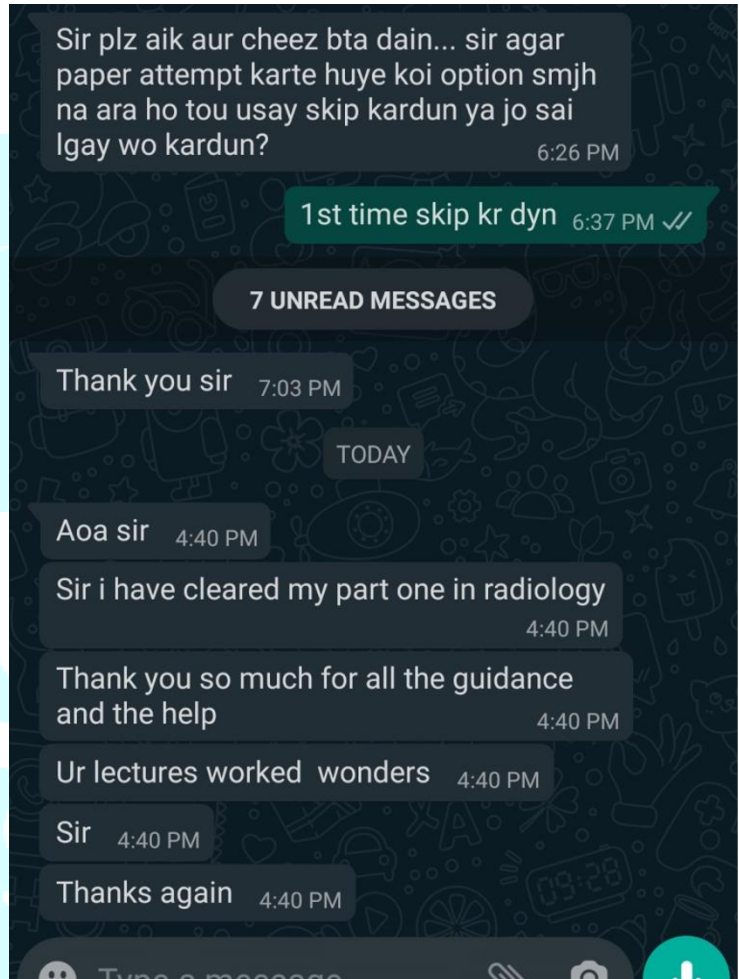 Sir plz aik aur cheez bta dain... sir agar
paper attempt karte huye koi option smjh
na ara ho tou usay skip kardun ya jo sai
lgay wo kardun?
6:26 PM
1st time skip kr dyn 6:37 PM
7 UNREAD MESSAGES
Thank you sir 7:03 PM
TODAY
Aoa sir 4:40 PM
Sir i have cleared my part one in radiology
4:40 PM
Thank you so much for all the guidance
and the help 4:40 PM
Ur lectures worked wonders 4:40 PM
Sir 4:40 PM
Thanks again 4:40 PM
Type a message